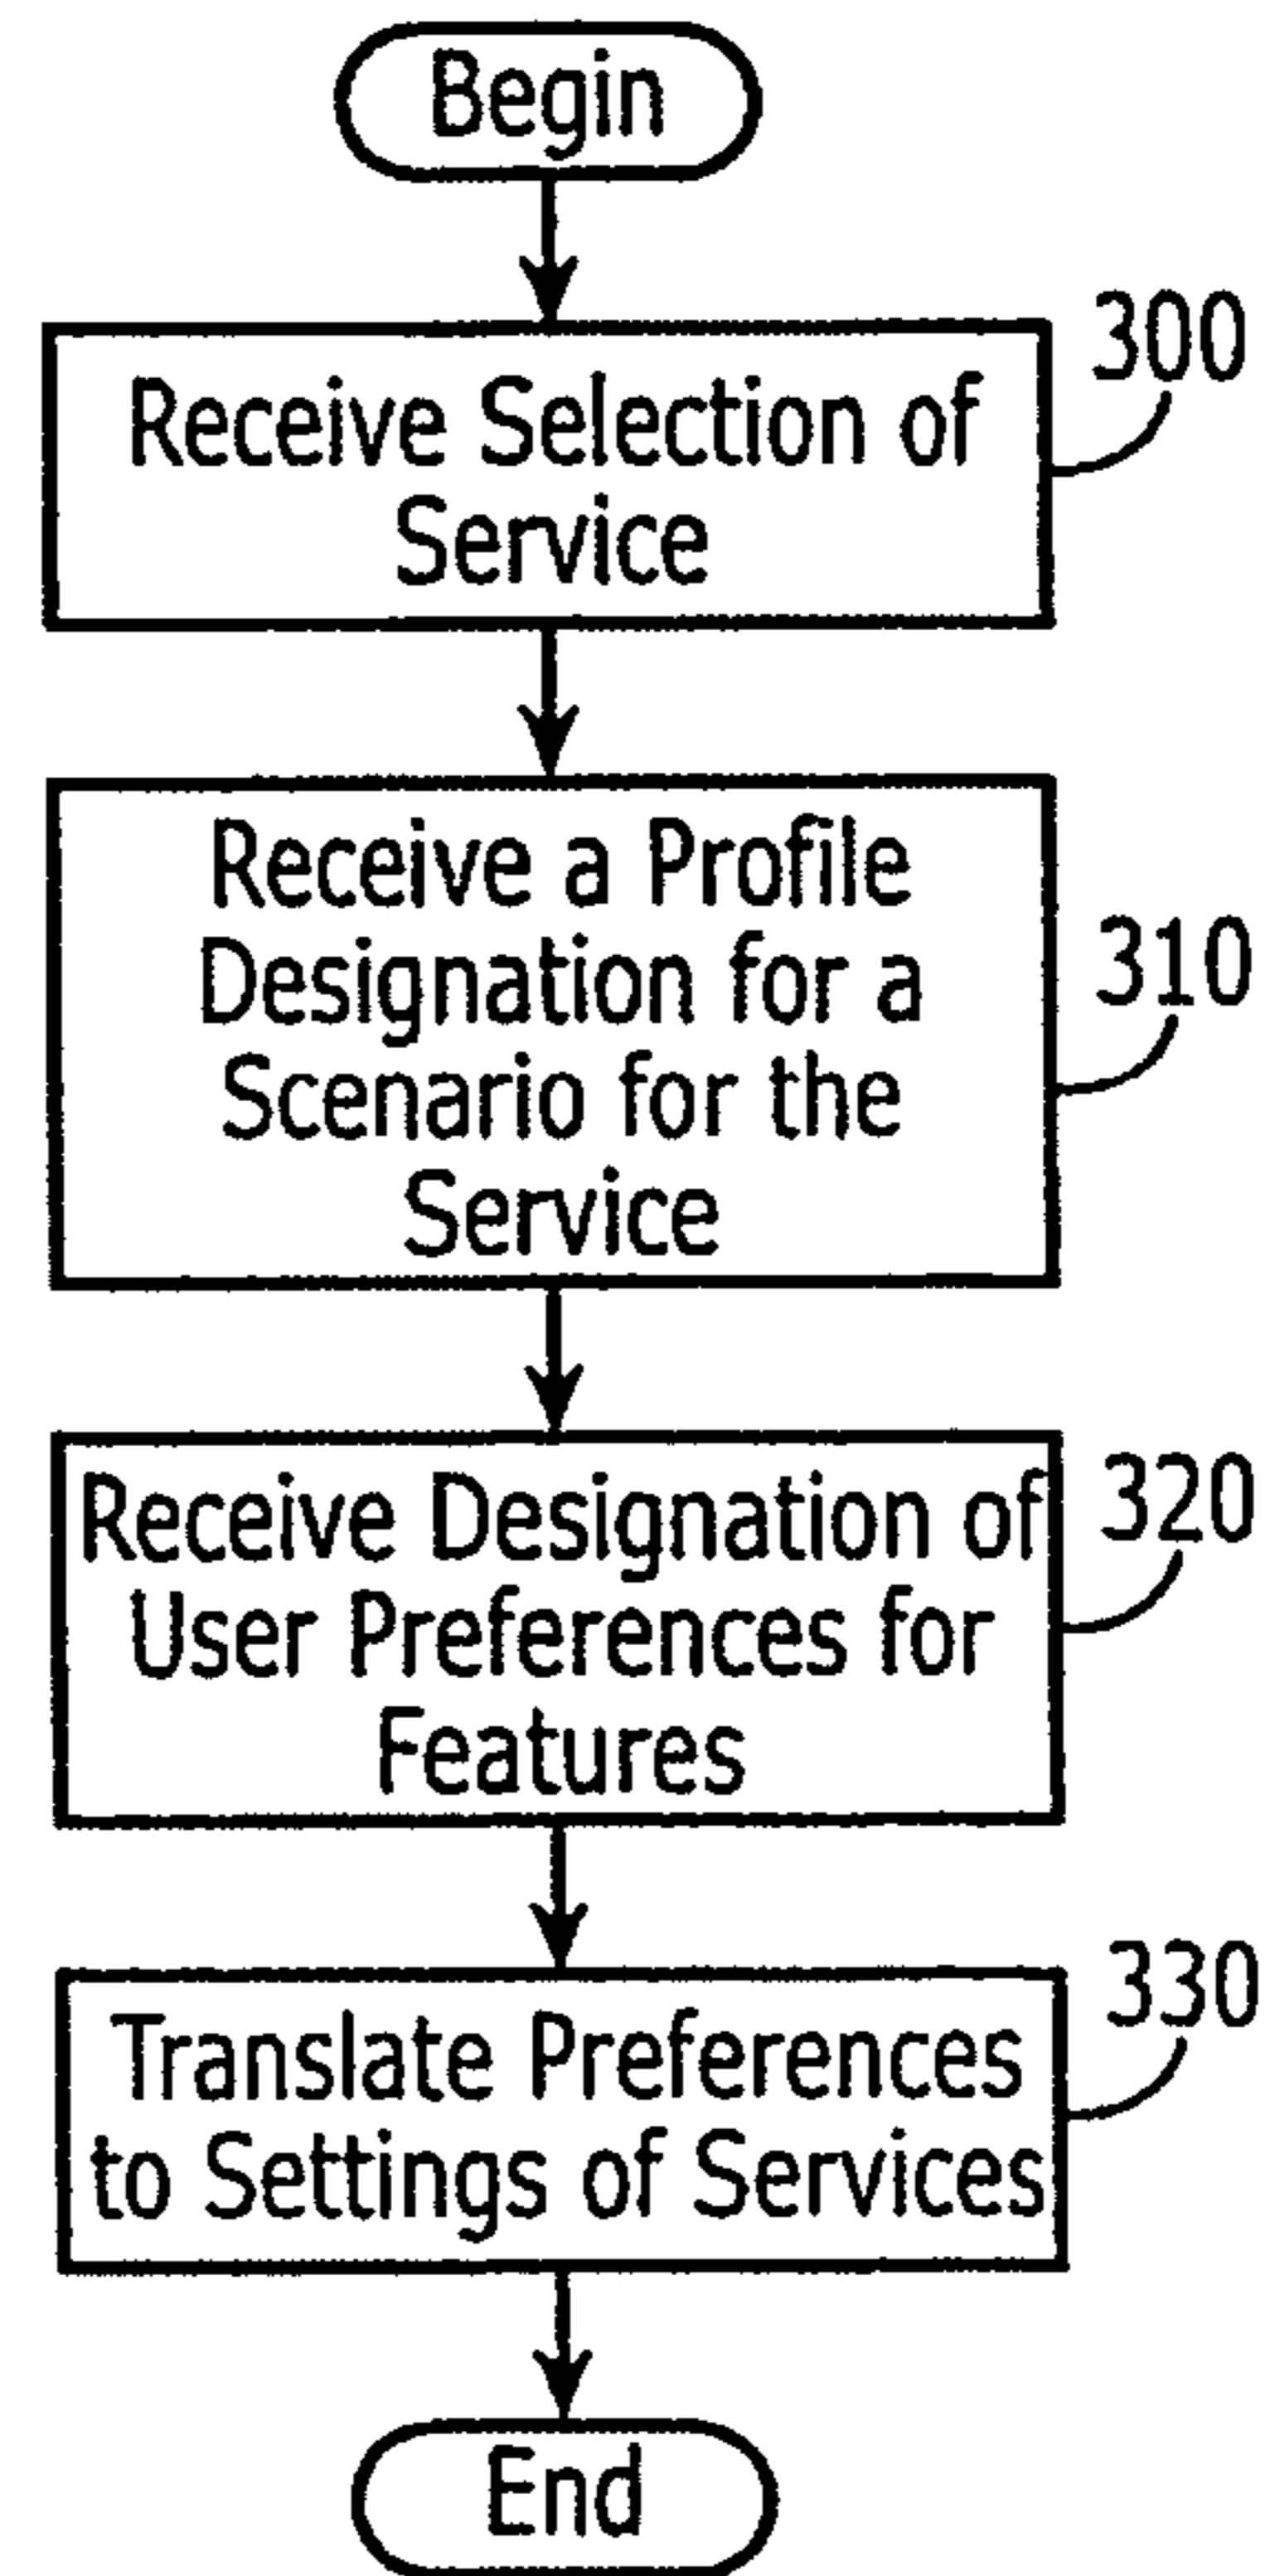 Begin
300
Receive Selection of
Service
310
Receive a Profile
Designation for a
Scenario for the
Service
320
Receive Designation of
User Preferences for
Features
330
Translate Preferences
to Settings of Services
End